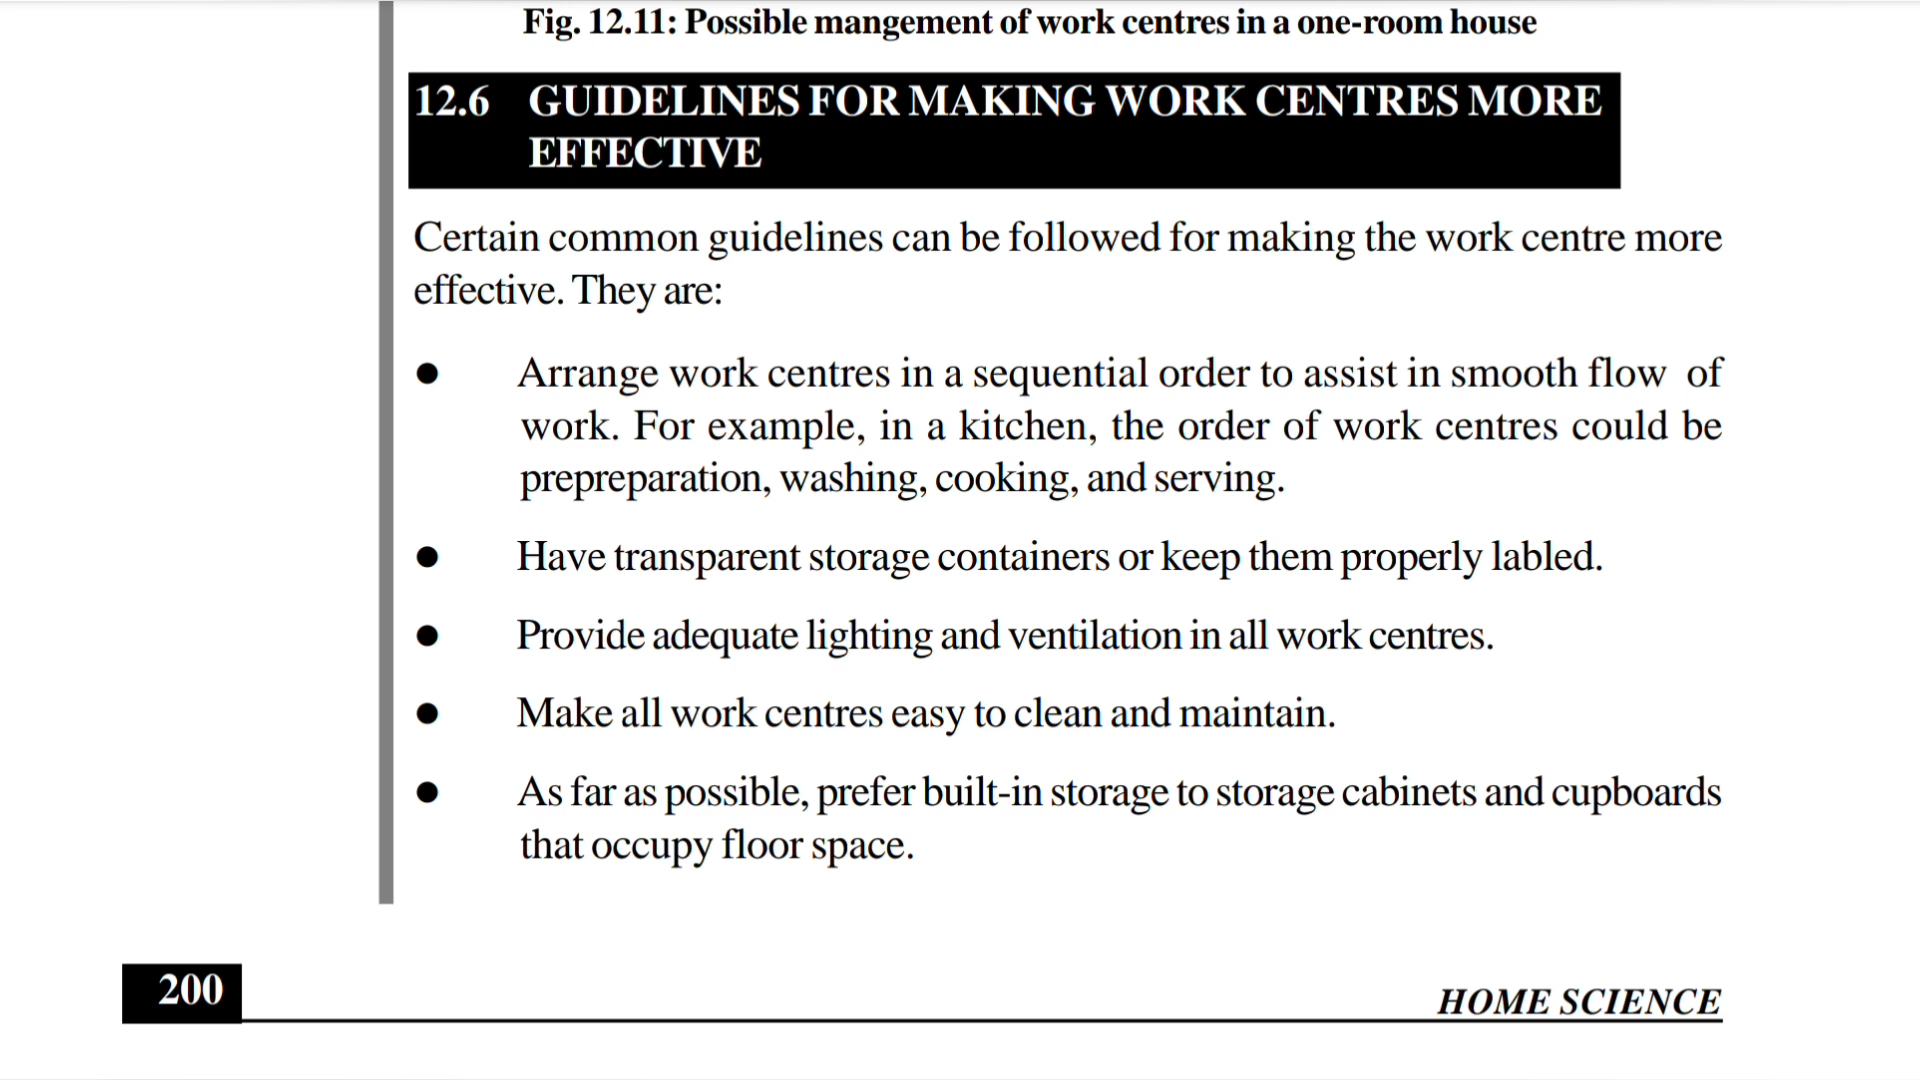 Fig. 12.11: Possible mangement of work centres in a one-room house
12.6 GUIDELINES FOR MAKING WORK CENTRES MORE
EFFECTIVE
Certain common guidelines can be followed for making the work centre more
effective. They are:
● Arrange work centres in a sequential order to assist in smooth flow of
work. For example, in a kitchen, the order of work centres could be
prepreparation, washing, cooking, and serving.
● Have transparent storage containers or keep them properly labled.
● Provide adequate lighting and ventilation in all work centres.
● Make all work centres easy to clean and maintain.
● As far as possible, prefer built-in storage to storage cabinets and cupboards
that occupy floor space.
200
HOME SCIENCE